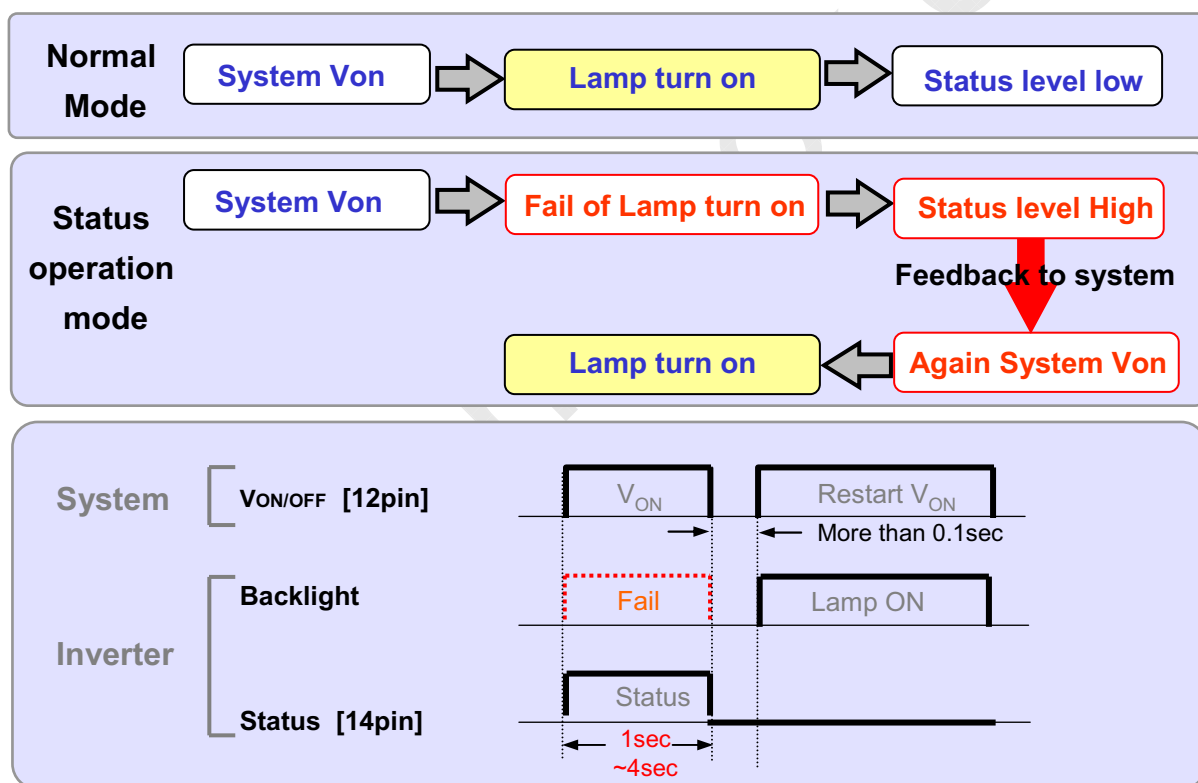 Normal
Mode
System Von
Lamp turn on
Status level low
Status
operation
mode
System Von
Fail of Lamp turn on
Status level High
Feedback to system
Lamp turn on
Again System Von
System
VON/OFF [12pin]
VON
Restart VON
More than 0.1sec
Inverter
Backlight
Fail
Lamp ON
Status [14pin]
Status
1sec
~4sec